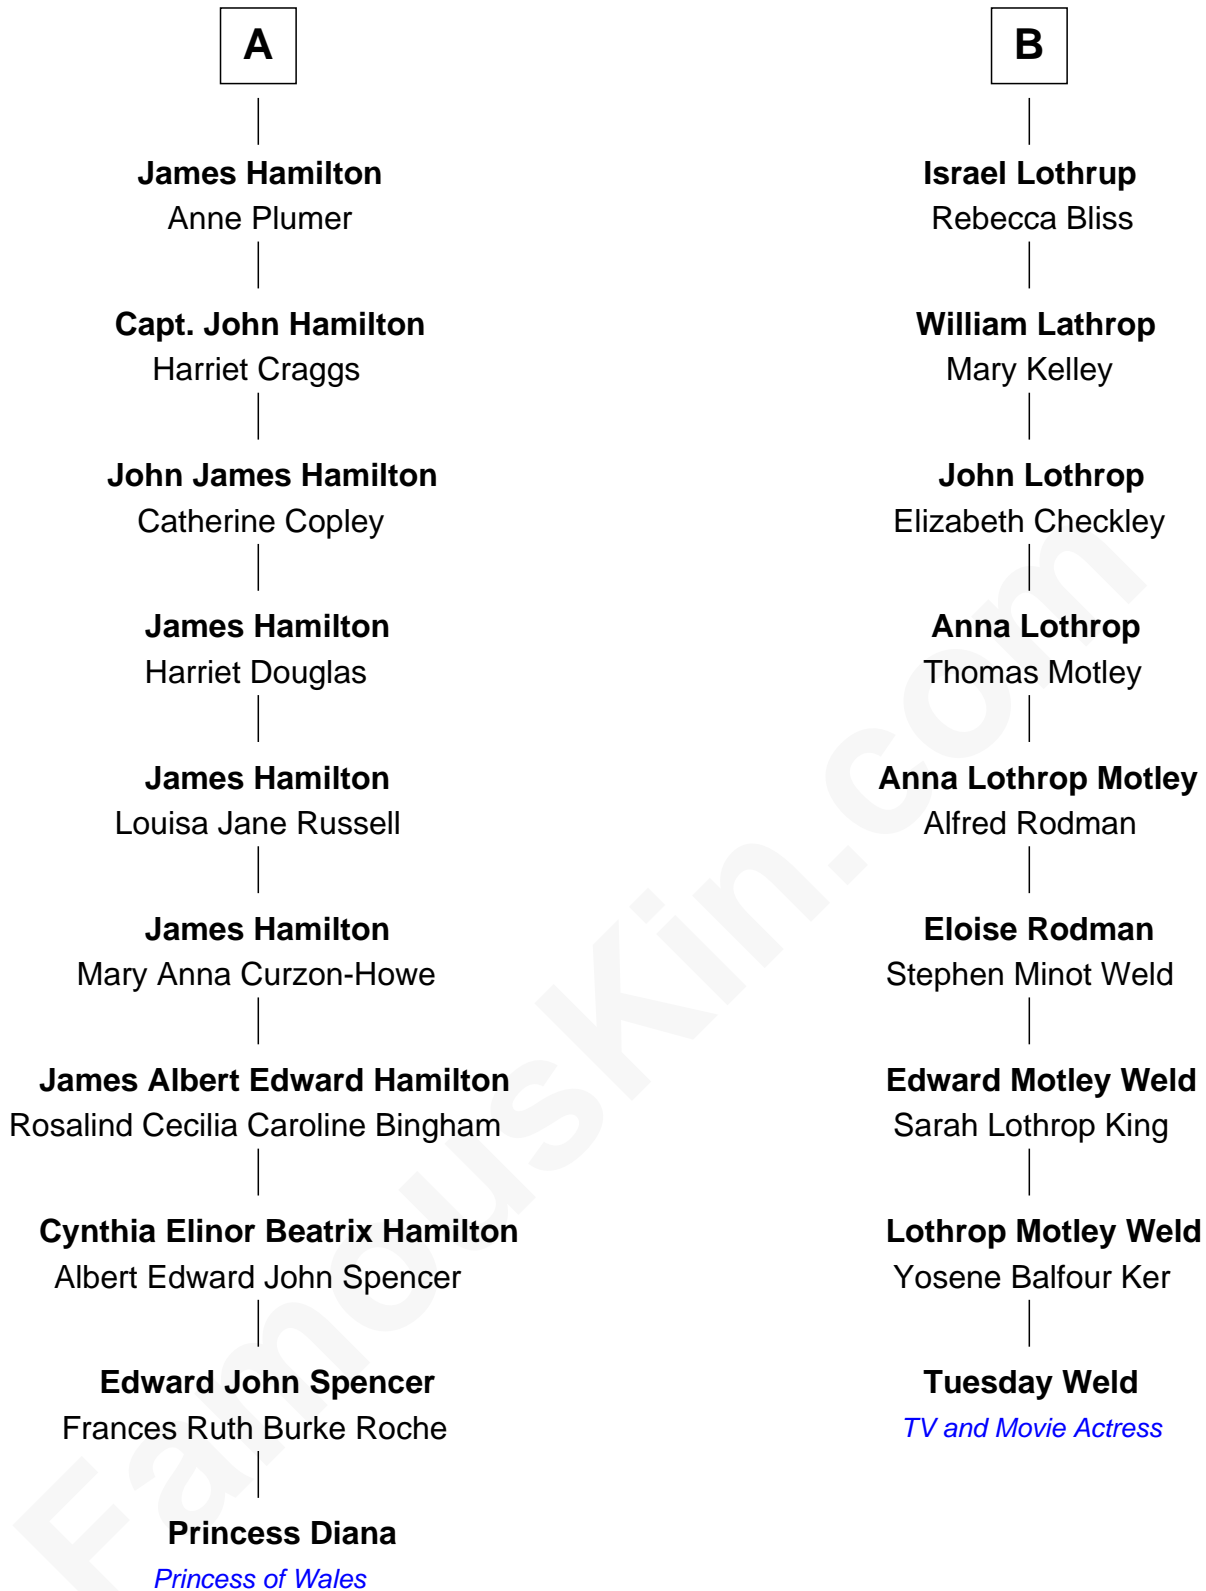 A
James Hamilton
Anne Plumer
Capt. John Hamilton
Harriet Craggs
John James Hamilton
Catherine Copley
James Hamilton
Harriet Douglas
James Hamilton
Louisa Jane Russell
James Hamilton
Mary Anna Curzon-Howe
James Albert Edward Hamilton
Rosalind Cecilia Caroline Bingham
Cynthia Elinor Beatrix Hamilton
Albert Edward John Spencer
Edward John Spencer
Frances Ruth Burke Roche
Princess Diana
Princess of Wales
B
Israel Lothrup
Rebecca Bliss
William Lathrop
Mary Kelley
John Lothrop
Elizabeth Checkley
Anna Lothrop
Thomas Motley
Anna Lothrop Motley
Alfred Rodman
Eloise Rodman
Stephen Minot Weld
Edward Motley Weld
Sarah Lothrop King
Lothrop Motley Weld
Yosene Balfour Ker
Tuesday Weld
TV and Movie Actress
FamousKin.com